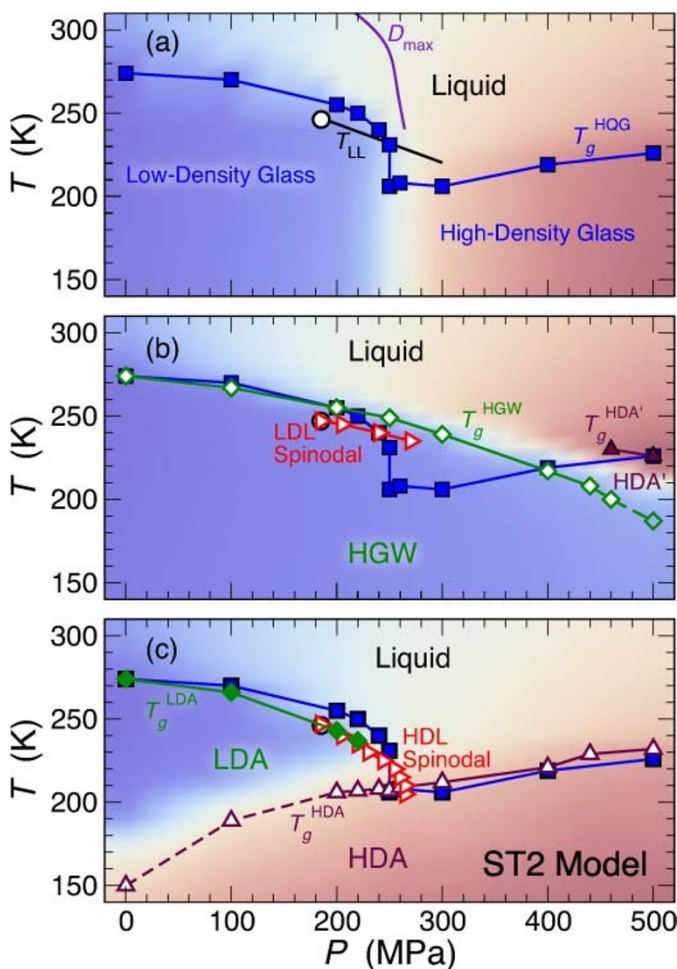 300
250
200
150
T (K)
(a)
D max
Liquid
T LL
T g HQG
Low-Density Glass
High-Density Glass
300
250
200
150
T (K)
(b)
Liquid
T g HGW
LDL
Spinodal
T g HDA'
HDA'
HGW
300
250
200
150
T (K)
(c)
Liquid
T g LDA
HDL
Spinodal
LDA
T g HDA
HDA
ST2 Model
0 100 200 300 400 500
P (MPa)